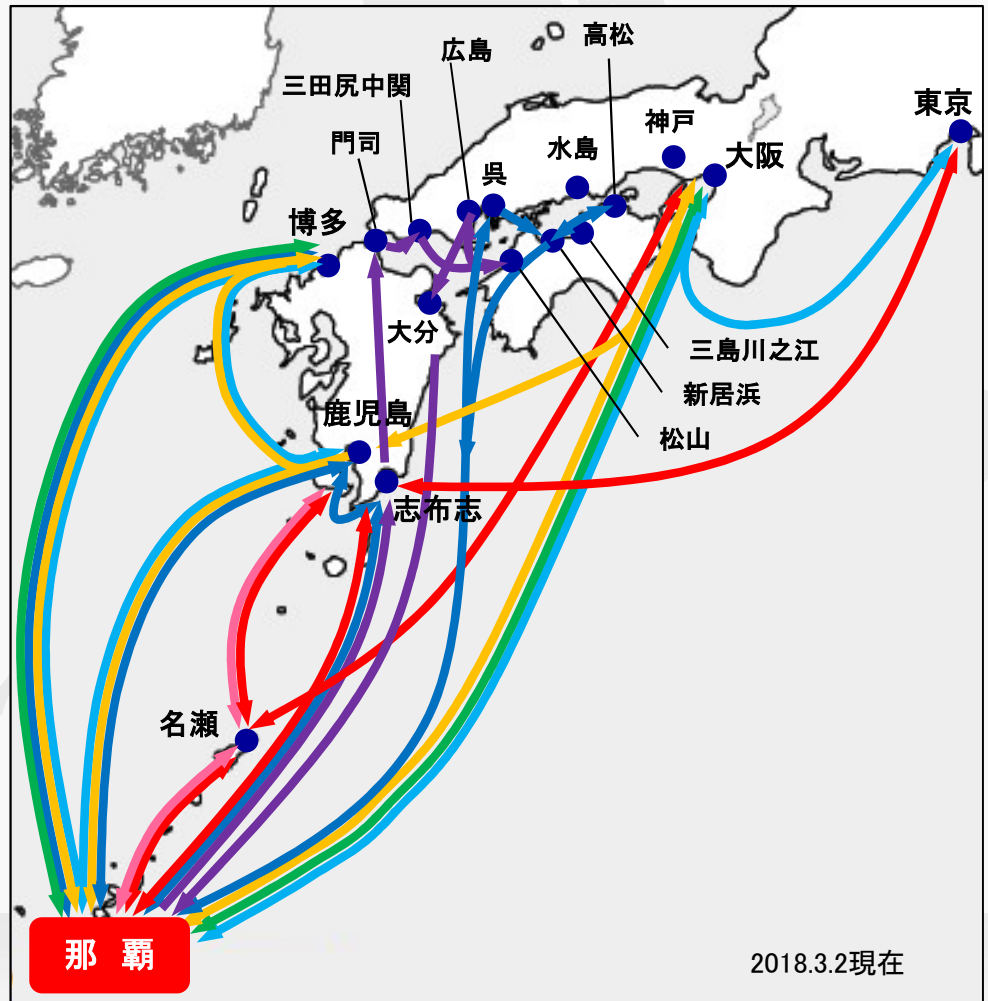 広島
高松
三田尻中関
東京
神戸
門司
水島
大阪
呉
博多
大分
三島川之江
新居浜
鹿児島
松山
志布志
名瀬
那覇
2018.3.2現在